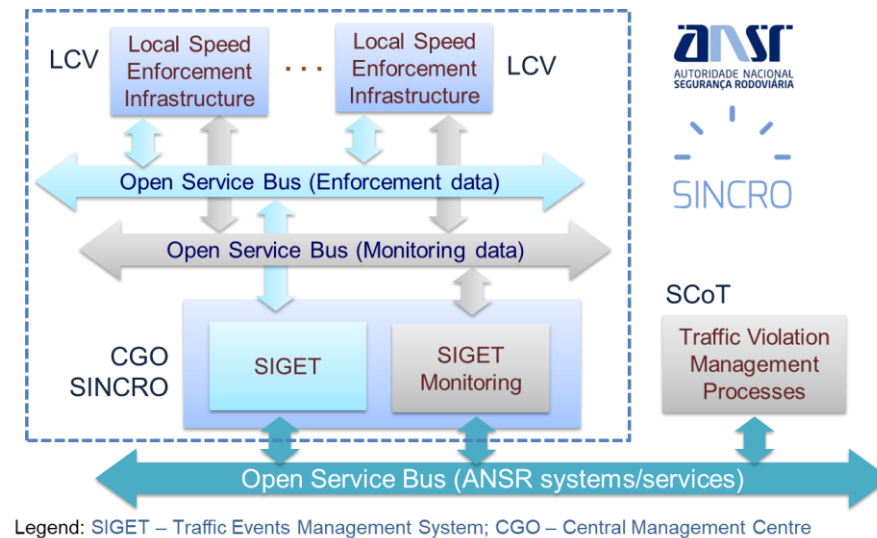 LCV
Local Speed
Enforcement
Infrastructure
. . .
Local Speed
Enforcement
Infrastructure
LCV
ansr
AUTORIDADE NACIONAL
SEGURANÇA RODOVIÁRIA
SINCRO
Open Service Bus (Enforcement data)
Open Service Bus (Monitoring data)
CGO
SINCRO
SIGET
SIGET
Monitoring
SCoT
Traffic Violation
Management
Processes
Open Service Bus (ANSR systems/services)
Legend: SIGET – Traffic Events Management System; CGO – Central Management Centre